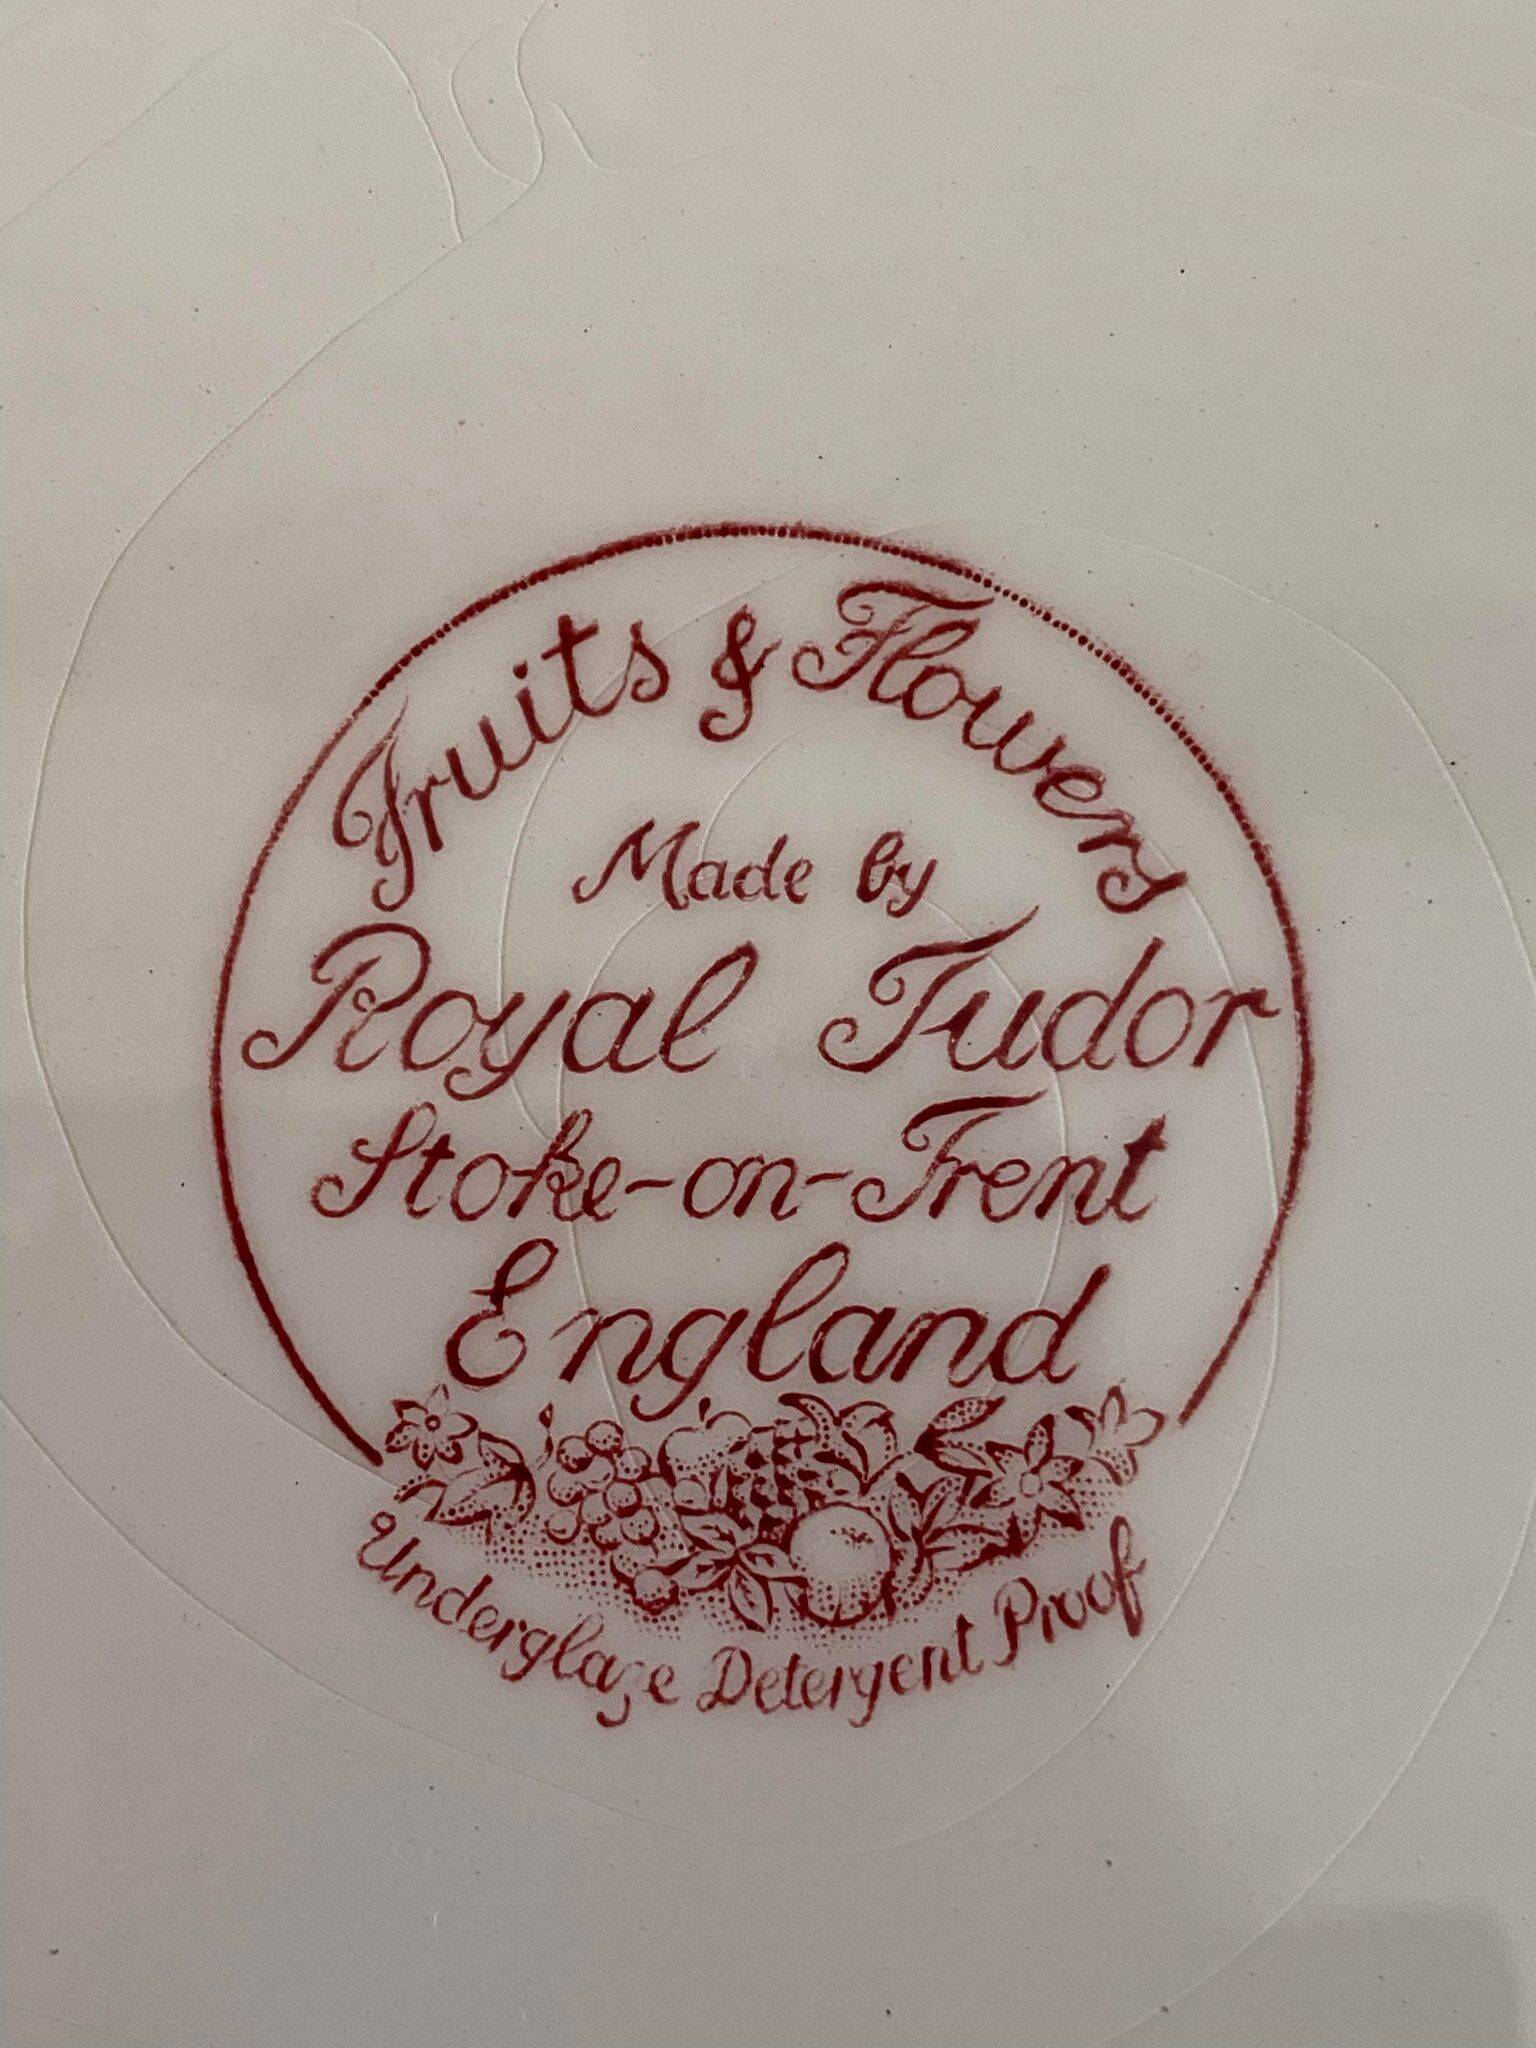 Fruits & Flowers
Made by
Royal Tudor
Stoke-on-Trent
England
Underglaze Detergent Proof